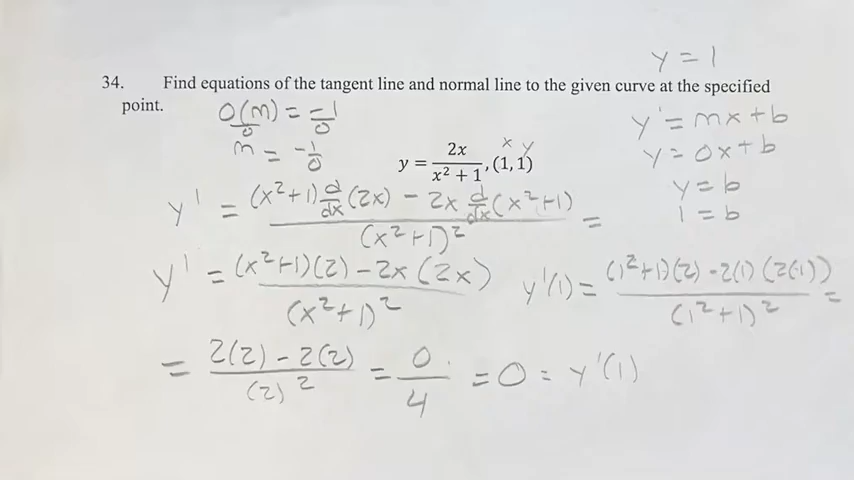 y = 1
34. Find equations of the tangent line and normal line to the given curve at the specified
point.
0(m)/0 = -1/0
m = -1/0
y' = mx + b
y = 0x + b
y = b
1 = b
x y
y = 2x/(x² + 1), (1, 1)
y' = ((x²+1) d/dx (2x) - 2x d/dx (x²+1))/(x²+1)² =
y' = ((x²+1)(2) - 2x(2x))/(x²+1)²
y'(1) = ((1²+1)(2) - 2(1)(2(1)))/(1²+1)² =
= (2(2) - 2(2))/(2)² = 0/4 = 0 = y'(1)